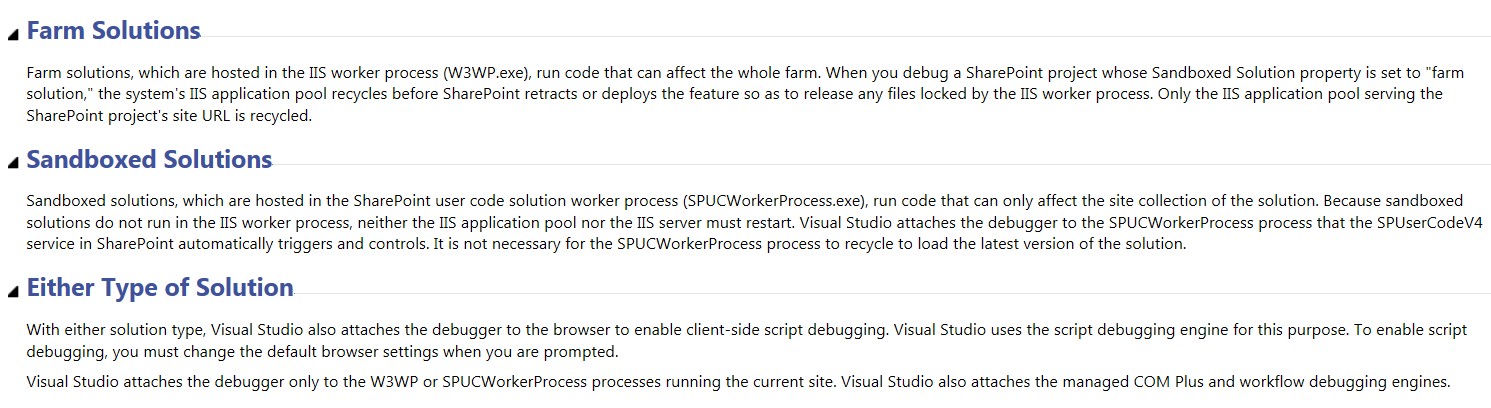 Farm Solutions
Farm solutions, which are hosted in the IIS worker process (W3WP.exe), run code that can affect the whole farm. When you debug a SharePoint project whose Sandboxed Solution property is set to "farm
solution," the system's IIS application pool recycles before SharePoint retracts or deploys the feature so as to release any files locked by the IIS worker process. Only the IIS application pool serving the
SharePoint project's site URL is recycled.
Sandboxed Solutions
Sandboxed solutions, which are hosted in the SharePoint user code solution worker process (SPUCWorkerProcess.exe), run code that can only affect the site collection of the solution. Because sandboxed
solutions do not run in the IIS worker process, neither the IIS application pool nor the IIS server must restart. Visual Studio attaches the debugger to the SPUCWorkerProcess process that the SPUserCodeV4
service in SharePoint automatically triggers and controls. It is not necessary for the SPUCWorkerProcess process to recycle to load the latest version of the solution.
Either Type of Solution
With either solution type, Visual Studio also attaches the debugger to the browser to enable client-side script debugging. Visual Studio uses the script debugging engine for this purpose. To enable script
debugging, you must change the default browser settings when you are prompted.
Visual Studio attaches the debugger only to the W3WP or SPUCWorkerProcess processes running the current site. Visual Studio also attaches the managed COM Plus and workflow debugging engines.